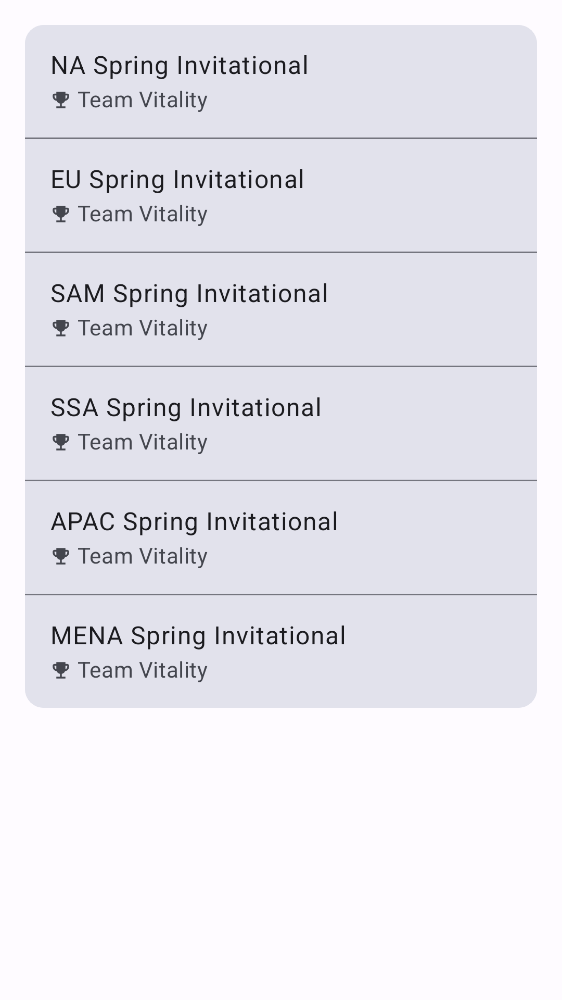 NA Spring Invitational
Team Vitality
EU Spring Invitational
Team Vitality
SAM Spring Invitational
Team Vitality
SSA Spring Invitational
Team Vitality
APAC Spring Invitational
Team Vitality
MENA Spring Invitational
Team Vitality